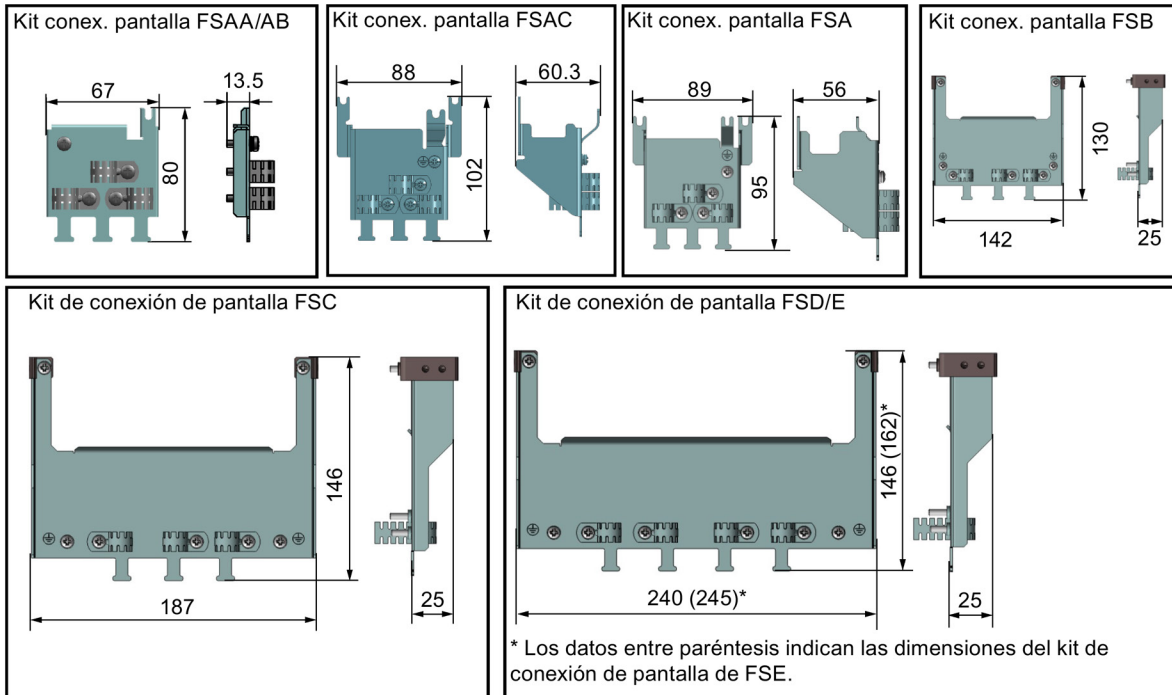 Kit conex. pantalla FSAA/AB
67
13.5
80
Kit conex. pantalla FSAC
88
60.3
102
Kit conex. pantalla FSA
89
56
95
Kit conex. pantalla FSB
130
142
25
Kit de conexión de pantalla FSC
146
187
25
Kit de conexión de pantalla FSD/E
146 (162)*
240 (245)*
25
* Los datos entre paréntesis indican las dimensiones del kit de
conexión de pantalla de FSE.